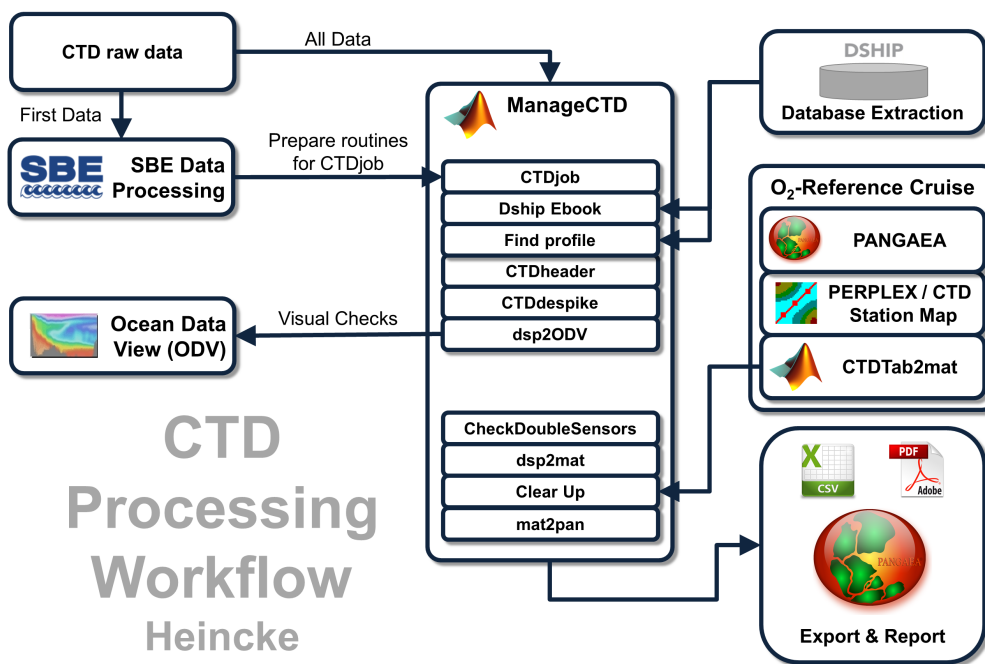 CTD raw data
All Data
First Data
SBE
SBE Data
Processing
Prepare routines
for CTDjob
ManageCTD
CTDjob
Dship Ebook
Find profile
CTDheader
CTDdespike
dsp2ODV
CheckDoubleSensors
dsp2mat
Clear Up
mat2pan
Visual Checks
Ocean Data
View (ODV)
DSHIP
Database Extraction
O₂-Reference Cruise
PANGAEA
PERPLEX / CTD
Station Map
CTDTab2mat
X
CSV
PDF
Adobe
PANGAEA
Export & Report
CTD
Processing
Workflow
Heincke